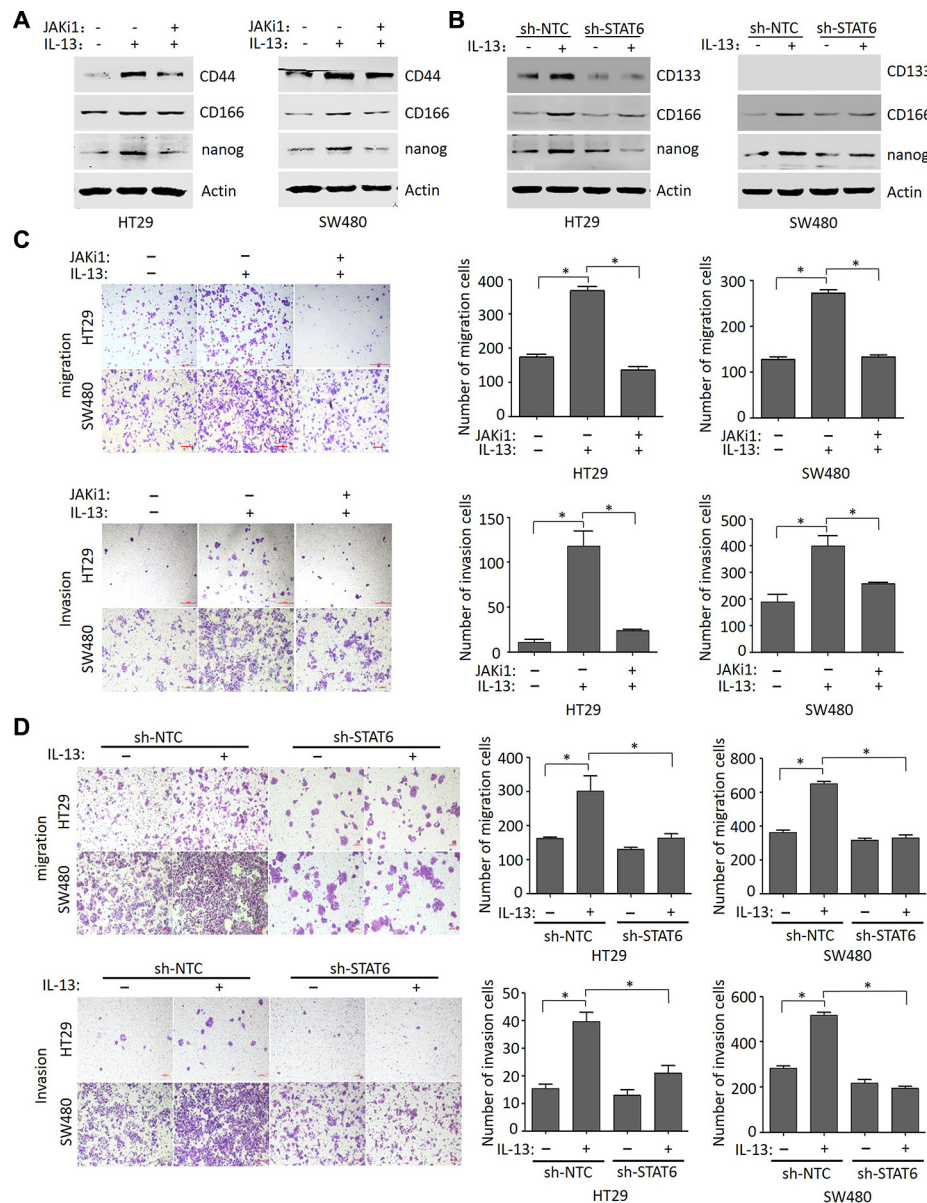 A
JAKi1: - - +
IL-13: - + +
CD44
CD166
nanog
Actin
HT29
JAKi1: - - +
IL-13: - + +
CD44
CD166
nanog
Actin
SW480
B
sh-NTC sh-STAT6
IL-13: - + - +
CD133
CD166
nanog
Actin
HT29
sh-NTC sh-STAT6
- + - +
CD133
CD166
nanog
Actin
SW480
C
JAKi1: − − +
IL-13: − + +
migration
HT29
SW480
Number of migration cells
500
400
300
200
100
0
* *
JAKi1: − − +
IL-13: − + +
HT29
Number of migration cells
300
200
100
0
* *
JAKi1: − − +
IL-13: − + +
SW480
JAKi1: − − +
IL-13: − + +
Invasion
HT29
SW480
Number of invasion cells
150
100
50
0
* *
JAKi1: − − +
IL-13: − + +
HT29
Number of invasion cells
500
400
300
200
100
0
* *
JAKi1: − − +
IL-13: − + +
SW480
D
sh-NTC sh-STAT6
IL-13: − + − +
migration
HT29
SW480
Number of migration cells
400
300
200
100
0
* *
IL-13: − + − +
sh-NTC sh-STAT6
HT29
Number of migration cells
800
600
400
200
0
* *
IL-13: − + − +
sh-NTC sh-STAT6
SW480
sh-NTC sh-STAT6
IL-13: − + − +
Invasion
HT29
SW480
Number of invasion cells
50
40
30
20
10
0
* *
IL-13: − + − +
sh-NTC sh-STAT6
HT29
Number of invasion cells
600
400
200
0
* *
IL-13: − + − +
sh-NTC sh-STAT6
SW480